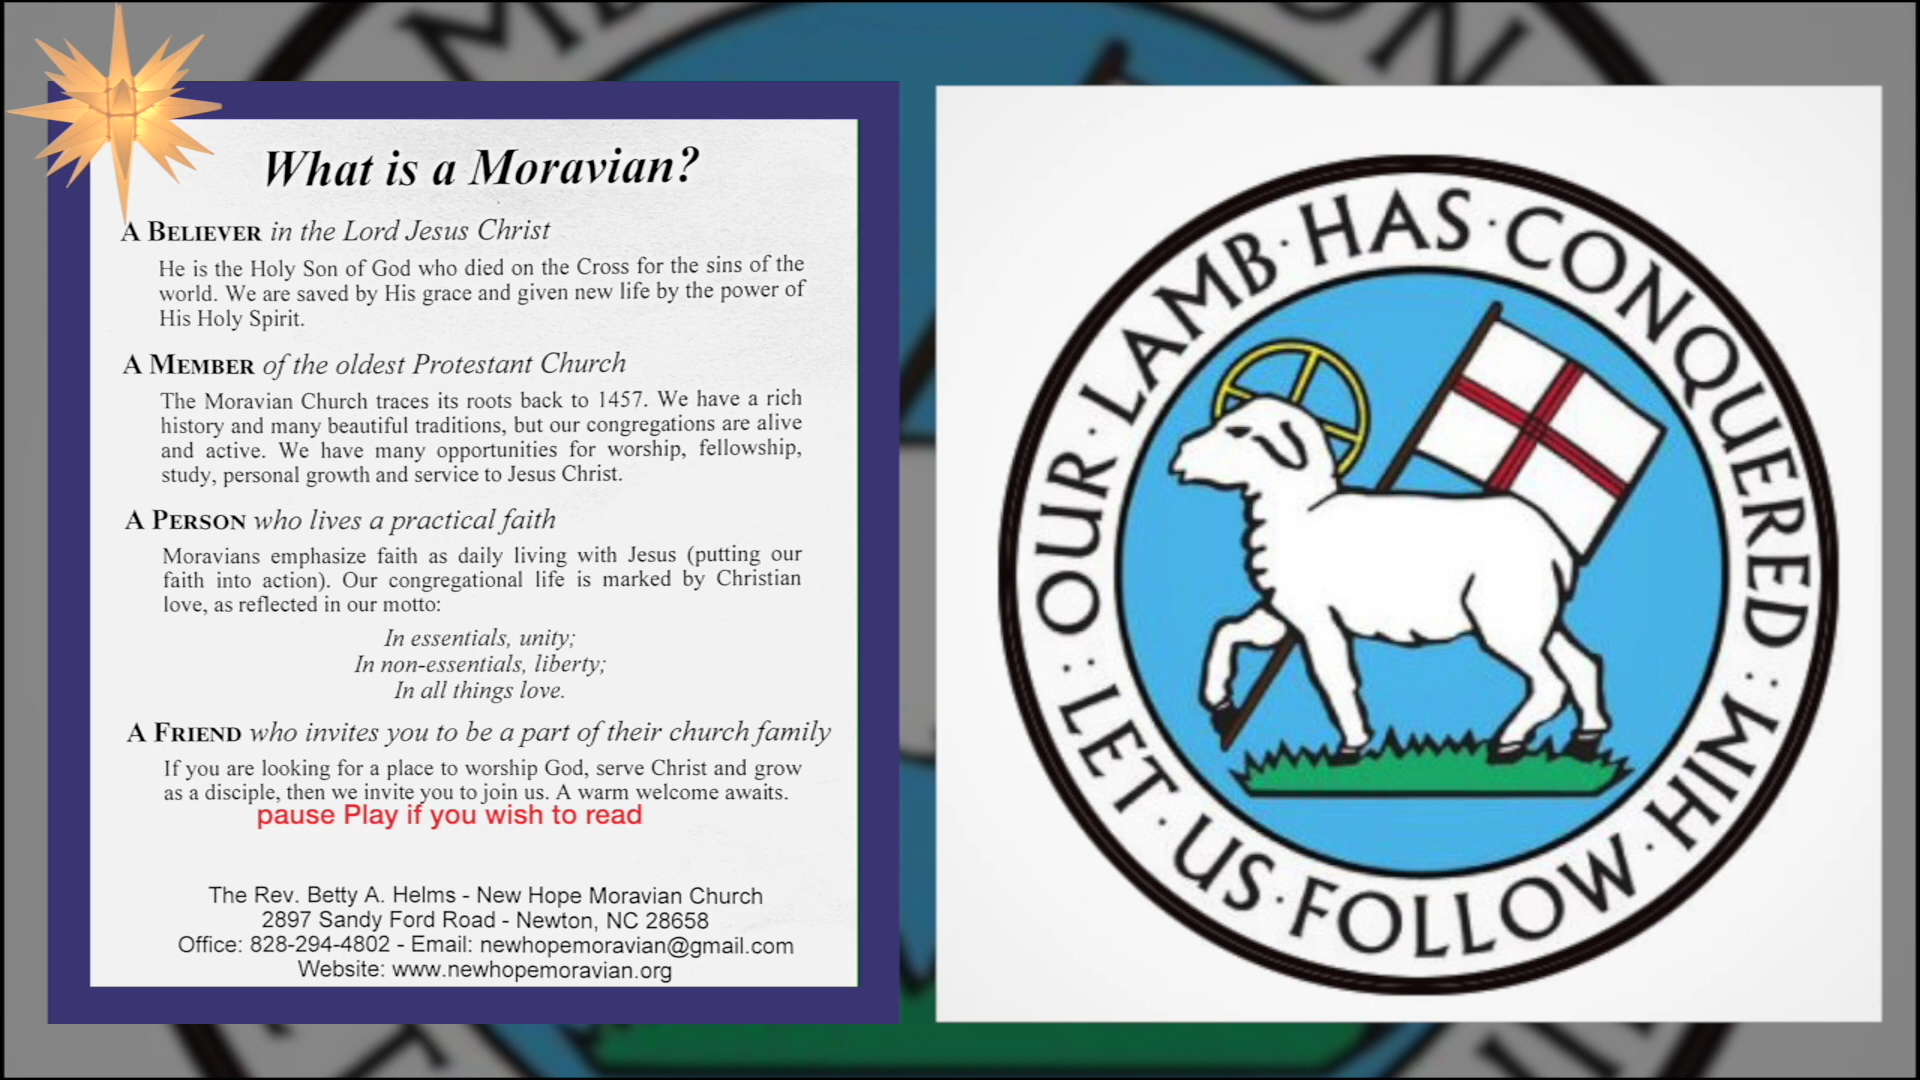 What is a Moravian?
A BELIEVER in the Lord Jesus Christ
He is the Holy Son of God who died on the Cross for the sins of the
world. We are saved by His grace and given new life by the power of
His Holy Spirit.
A MEMBER of the oldest Protestant Church
The Moravian Church traces its roots back to 1457. We have a rich
history and many beautiful traditions, but our congregations are alive
and active. We have many opportunities for worship, fellowship,
study, personal growth and service to Jesus Christ.
A PERSON who lives a practical faith
Moravians emphasize faith as daily living with Jesus (putting our
faith into action). Our congregational life is marked by Christian
love, as reflected in our motto:
In essentials, unity;
In non-essentials, liberty;
In all things love.
A FRIEND who invites you to be a part of their church family
If you are looking for a place to worship God, serve Christ and grow
as a disciple, then we invite you to join us. A warm welcome awaits.
pause Play if you wish to read
The Rev. Betty A. Helms - New Hope Moravian Church
2897 Sandy Ford Road - Newton, NC 28658
Office: 828-294-4802 - Email: newhopemoravian@gmail.com
Website: www.newhopemoravian.org
OUR · LAMB · HAS · CONQUERED
LET · US · FOLLOW · HIM